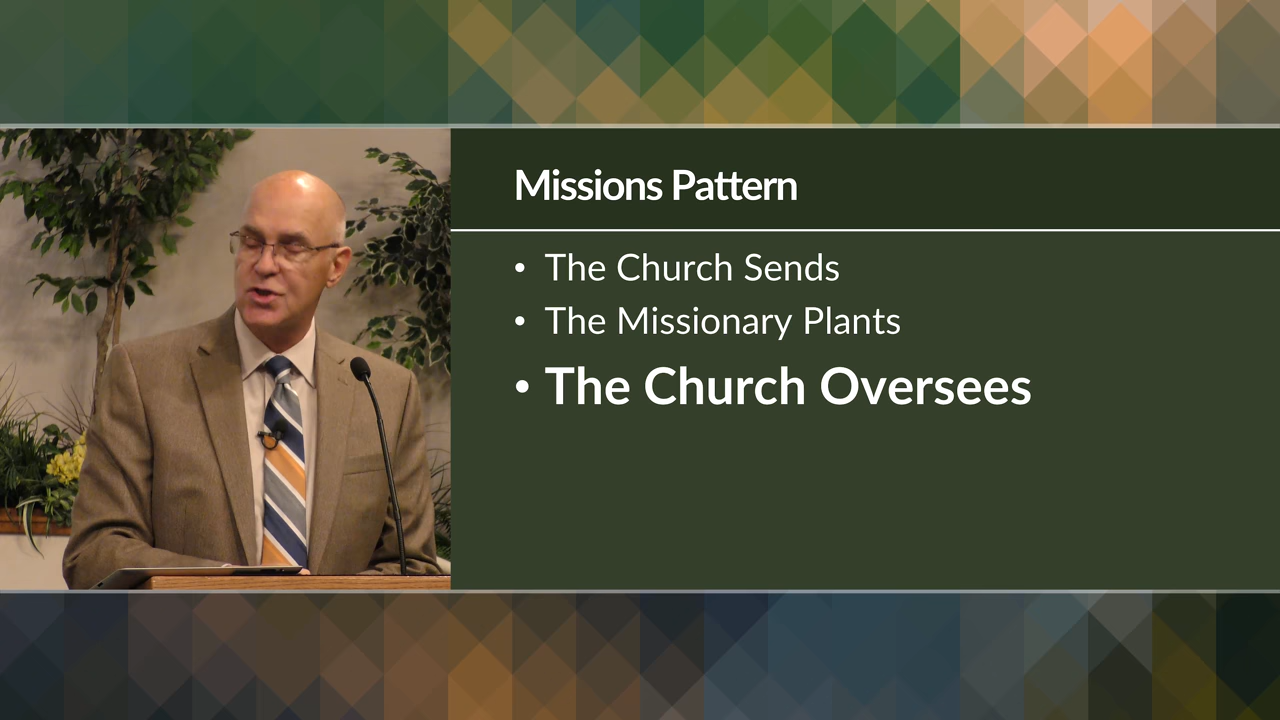 Missions Pattern
• The Church Sends
• The Missionary Plants
• The Church Oversees